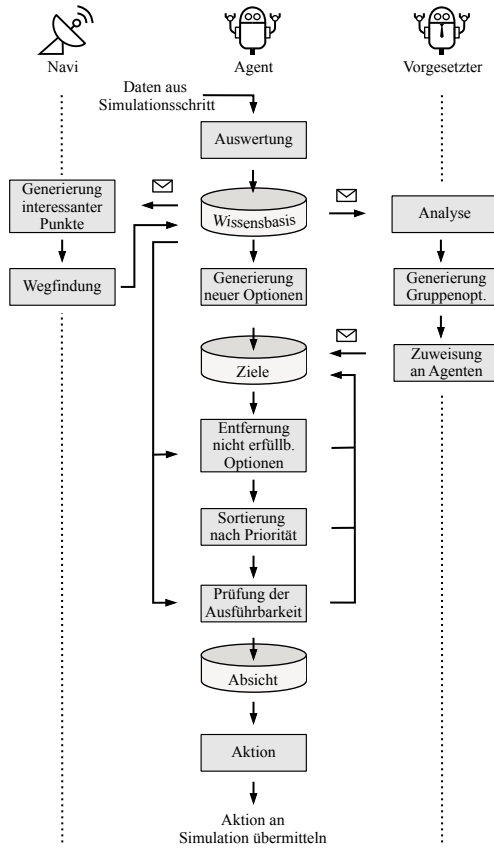 Navi
Agent
Vorgesetzter
Daten aus
Simulationsschritt
Auswertung
Generierung
interessanter
Punkte
Wissensbasis
Analyse
Wegfindung
Generierung
neuer Optionen
Generierung
Gruppenopt.
Ziele
Zuweisung
an Agenten
Entfernung
nicht erfüllb.
Optionen
Sortierung
nach Priorität
Prüfung der
Ausführbarkeit
Absicht
Aktion
Aktion an
Simulation übermitteln